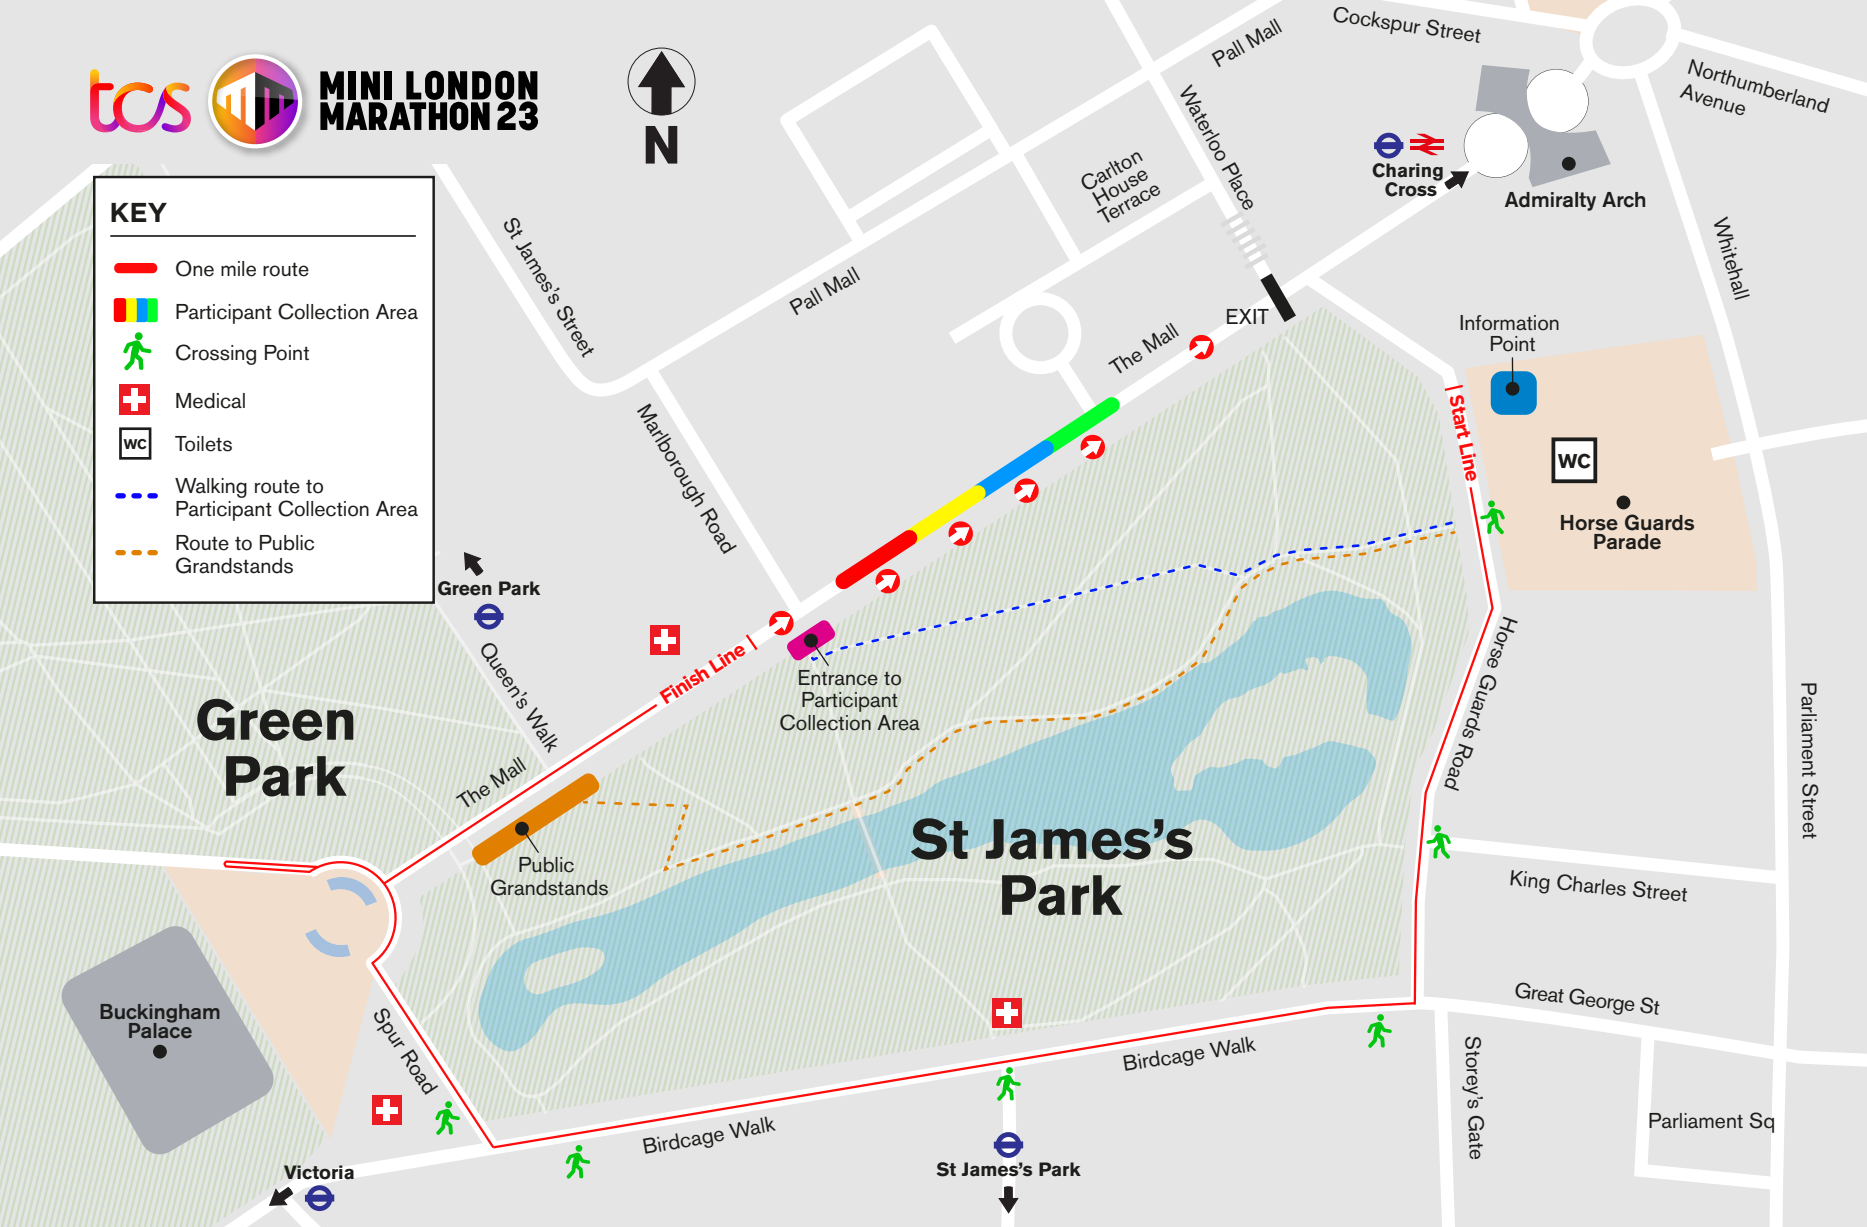 tcs
MINI LONDON
MARATHON 23
N
KEY
One mile route
Participant Collection Area
Crossing Point
Medical
WC
Toilets
Walking route to
Participant Collection Area
Route to Public
Grandstands
Cockspur Street
Pall Mall
Northumberland
Avenue
Waterloo Place
Carlton
House
Terrace
Charing
Cross
Admiralty Arch
St James's Street
Pall Mall
Whitehall
EXIT
The Mall
Information
Point
Start Line
Marlborough Road
WC
Horse Guards
Parade
Green Park
Queen's Walk
Finish Line
Entrance to
Participant
Collection Area
Horse Guards Road
Parliament Street
Green
Park
The Mall
St James's
Park
Public
Grandstands
King Charles Street
Buckingham
Palace
Spur Road
Great George St
Birdcage Walk
Storey's Gate
Birdcage Walk
Parliament Sq
Victoria
St James's Park